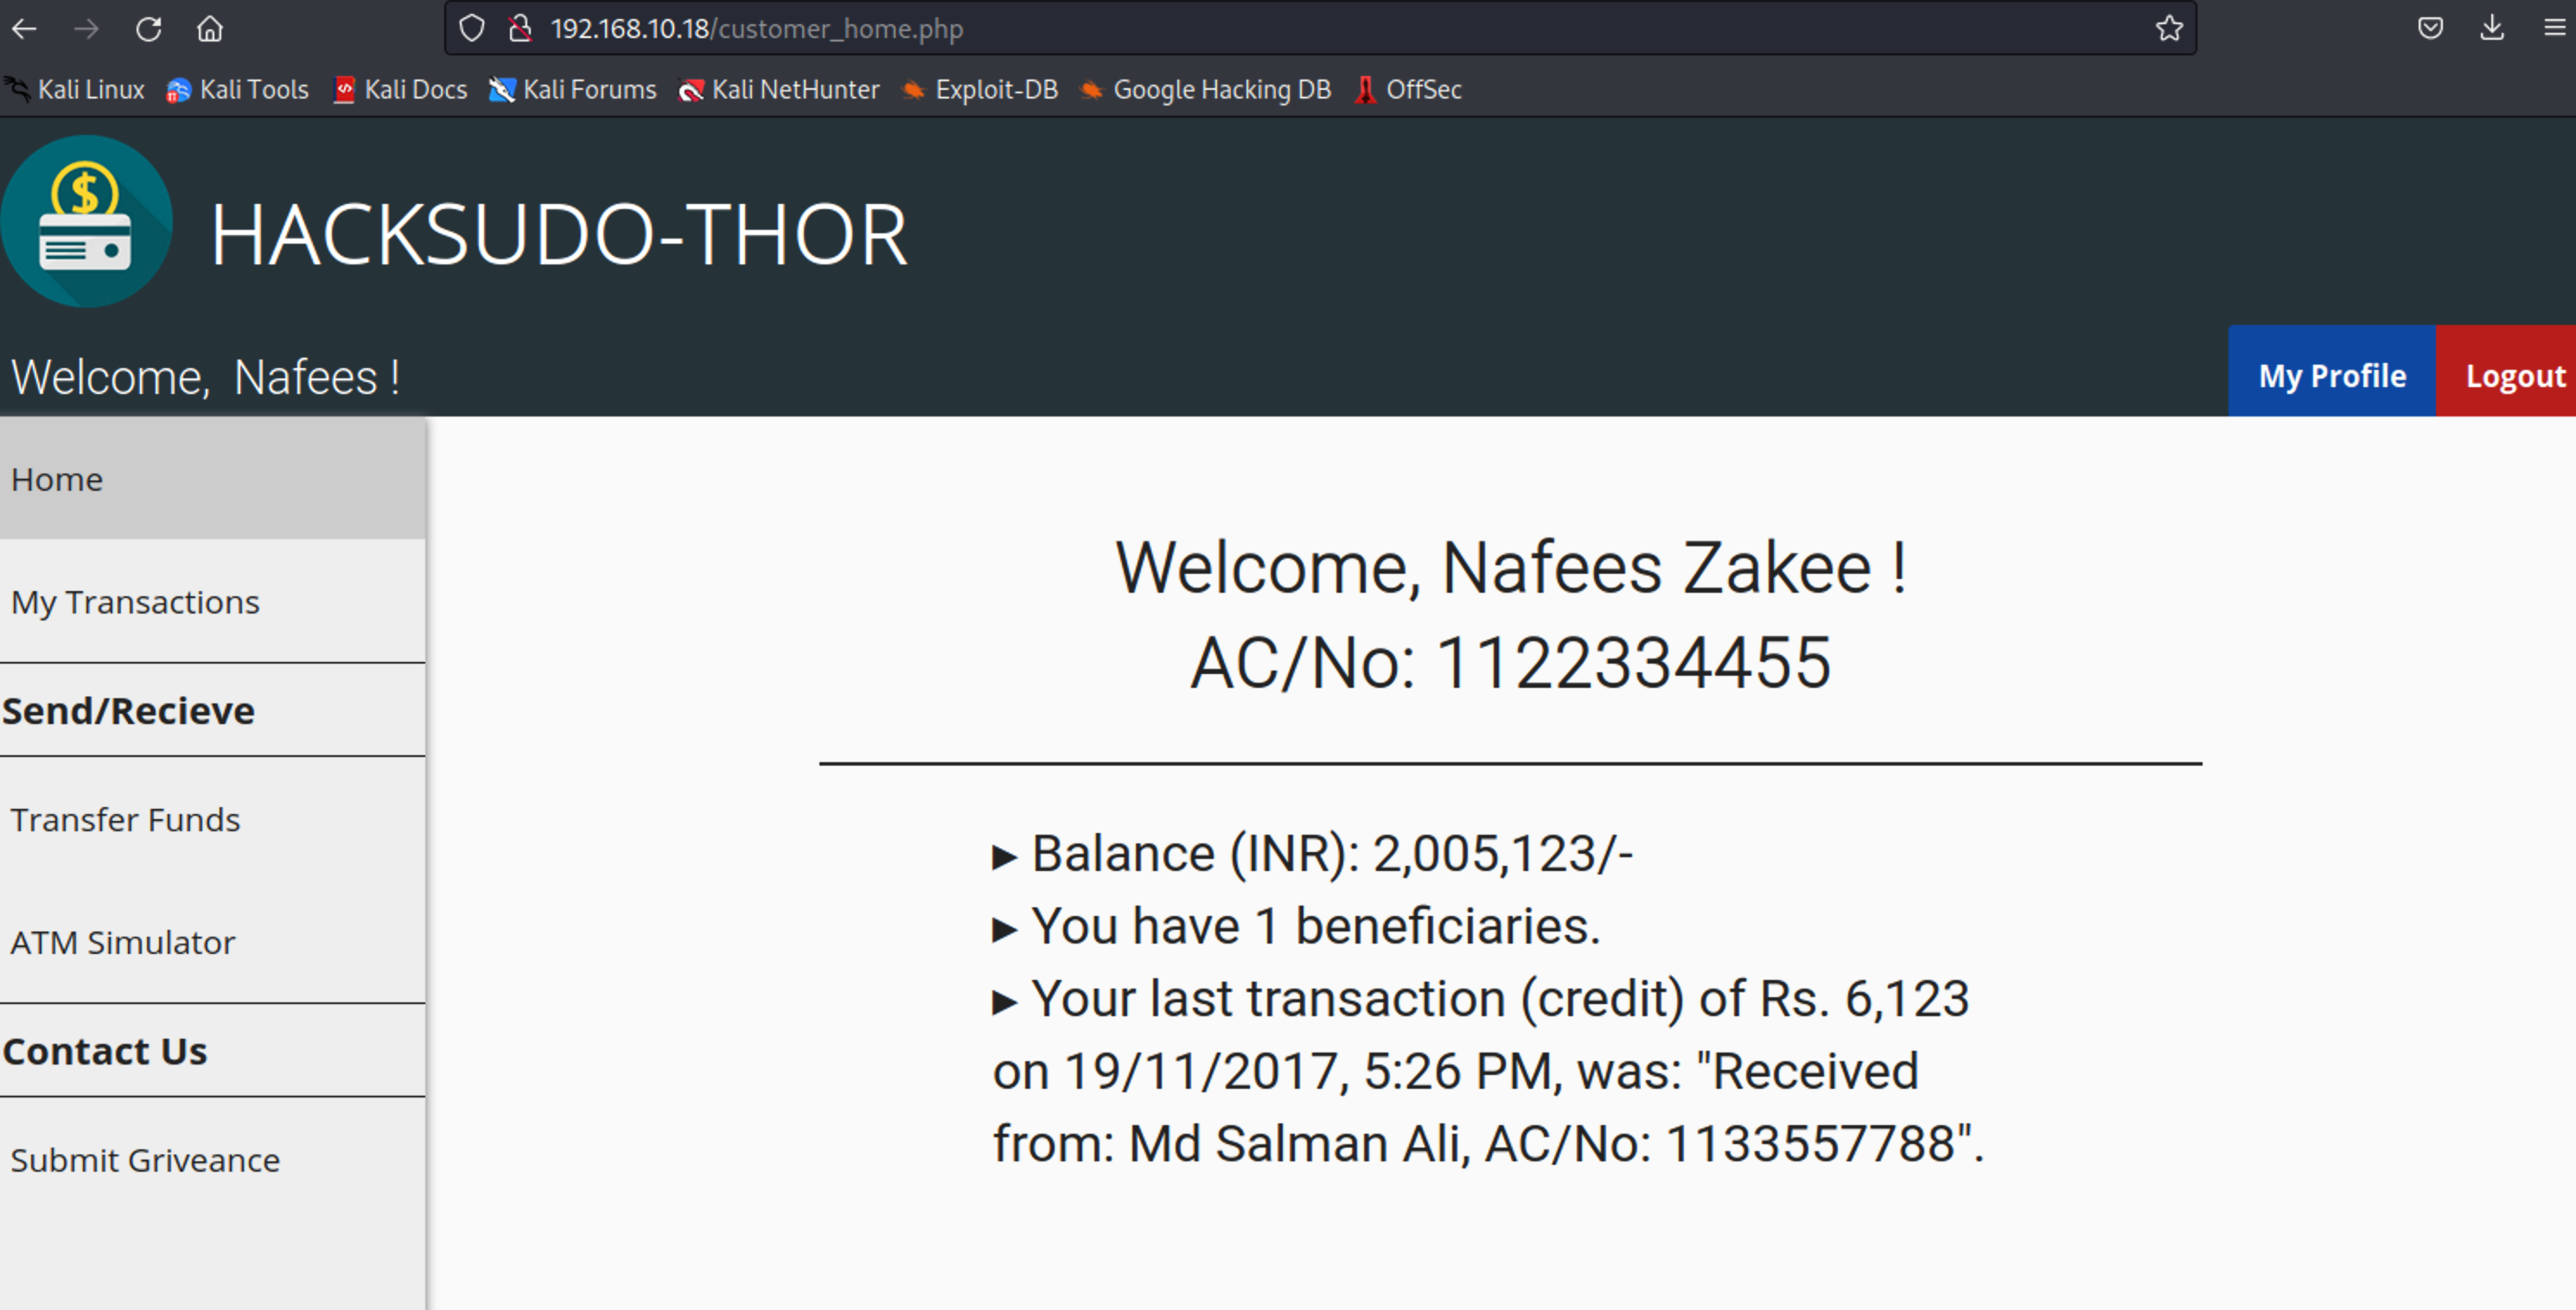 192.168.10.18/customer_home.php
Kali Linux Kali Tools Kali Docs Kali Forums Kali NetHunter Exploit-DB Google Hacking DB OffSec
$
HACKSUDO-THOR
Welcome, Nafees !
My Profile Logout
Home
My Transactions
Send/Recieve
Transfer Funds
ATM Simulator
Contact Us
Submit Griveance
Welcome, Nafees Zakee !
AC/No: 1122334455
▸ Balance (INR): 2,005,123/-
▸ You have 1 beneficiaries.
▸ Your last transaction (credit) of Rs. 6,123
on 19/11/2017, 5:26 PM, was: "Received
from: Md Salman Ali, AC/No: 1133557788".